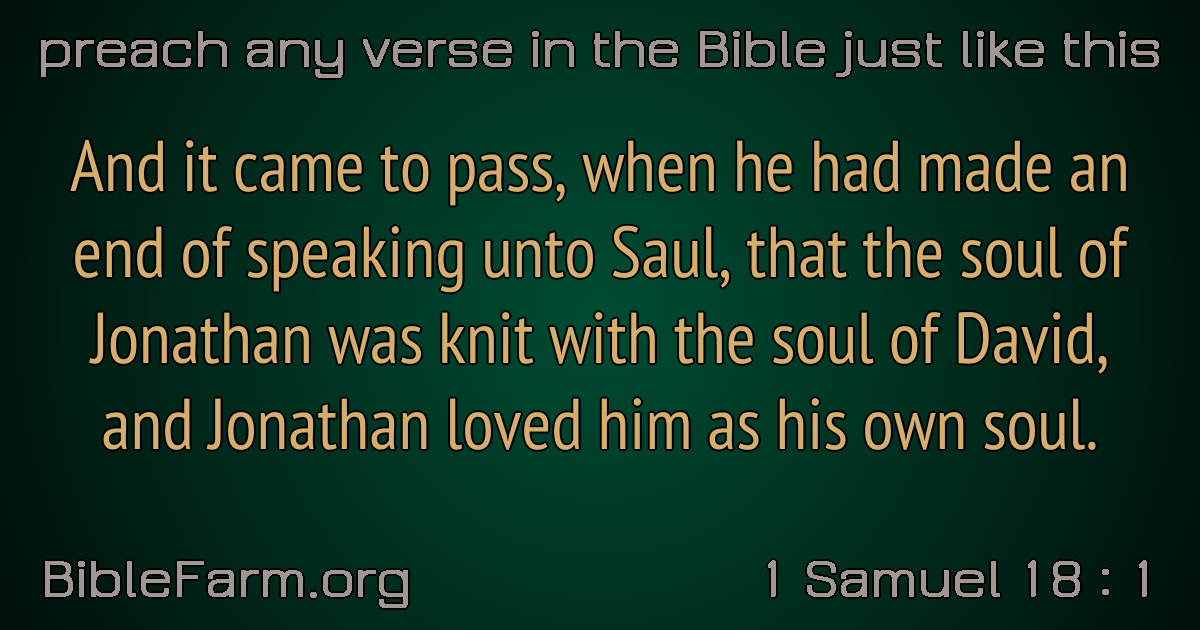 preach any verse in the Bible just like this
And it came to pass, when he had made an
end of speaking unto Saul, that the soul of
Jonathan was knit with the soul of David,
and Jonathan loved him as his own soul.
BibleFarm.org
1 Samuel 18 : 1